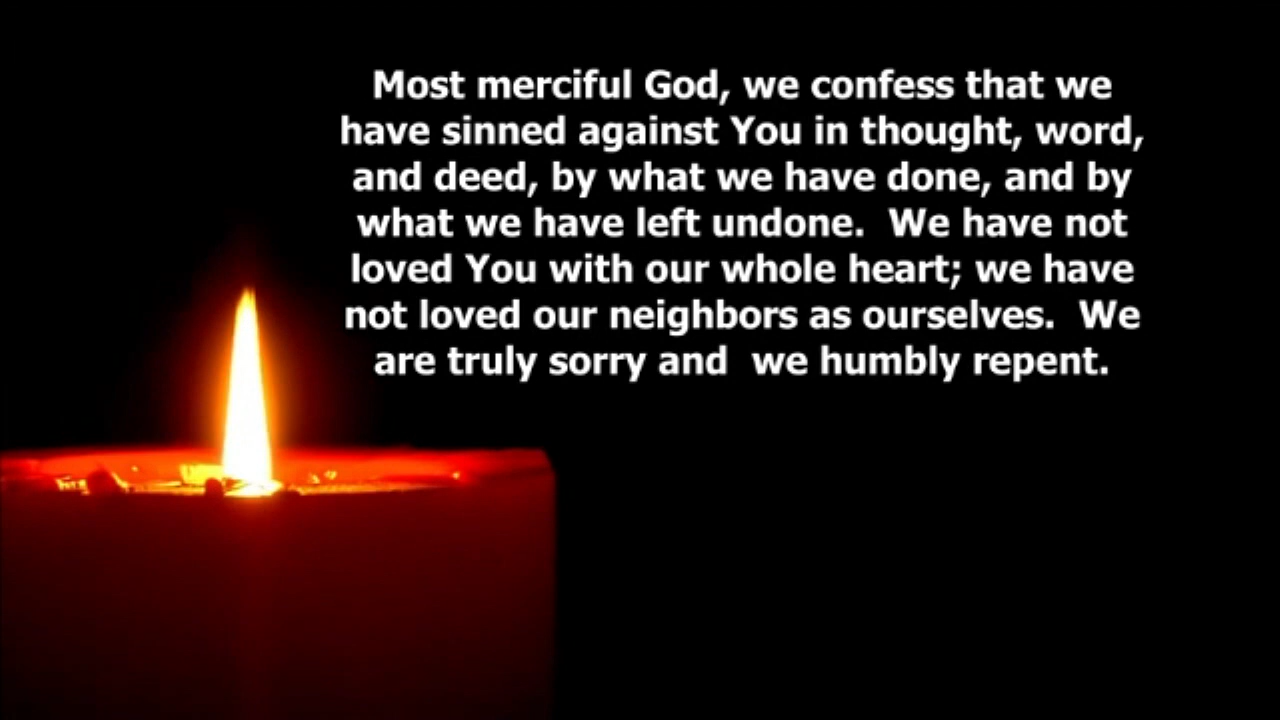 Most merciful God, we confess that we
have sinned against You in thought, word,
and deed, by what we have done, and by
what we have left undone.  We have not
loved You with our whole heart; we have
not loved our neighbors as ourselves.  We
are truly sorry and  we humbly repent.